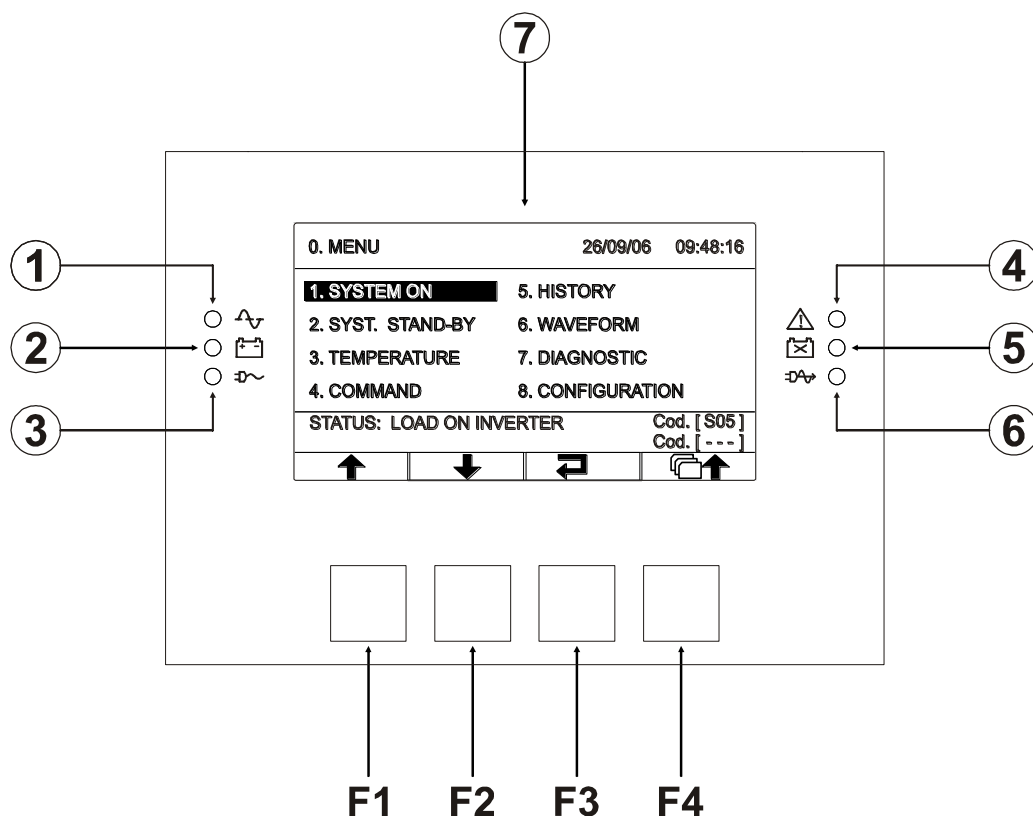 7
0. MENU 26/09/06 09:48:16
1 4
1. SYSTEM ON 5. HISTORY
2. SYST. STAND-BY 6. WAVEFORM
2 5
3. TEMPERATURE 7. DIAGNOSTIC
4. COMMAND 8. CONFIGURATION
3 6
STATUS: LOAD ON INVERTER Cod. [ S05 ]
Cod. [ - - - ]
F1 F2 F3 F4